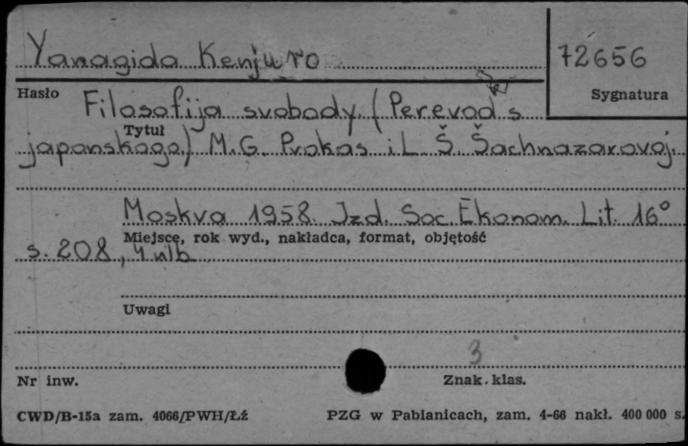 Yanagida Kenjuro
72656
Hasło
Sygnatura
Filosofija svobody. (Perevod s
Tytuł
japanskogo) M.G. Prokas i L. Š. Šachnazarovoj.
Moskva 1958. Izd. Soc. Ekonom. Lit. 16°
Miejsce, rok wyd., nakładca, format, objętość
s. 208, 4 nlb
Uwagi
3
Nr inw.
Znak. klas.
CWD/B-15a zam. 4066/PWH/Łź
PZG w Pabianicach, zam. 4-66 nakł. 400 000 s.